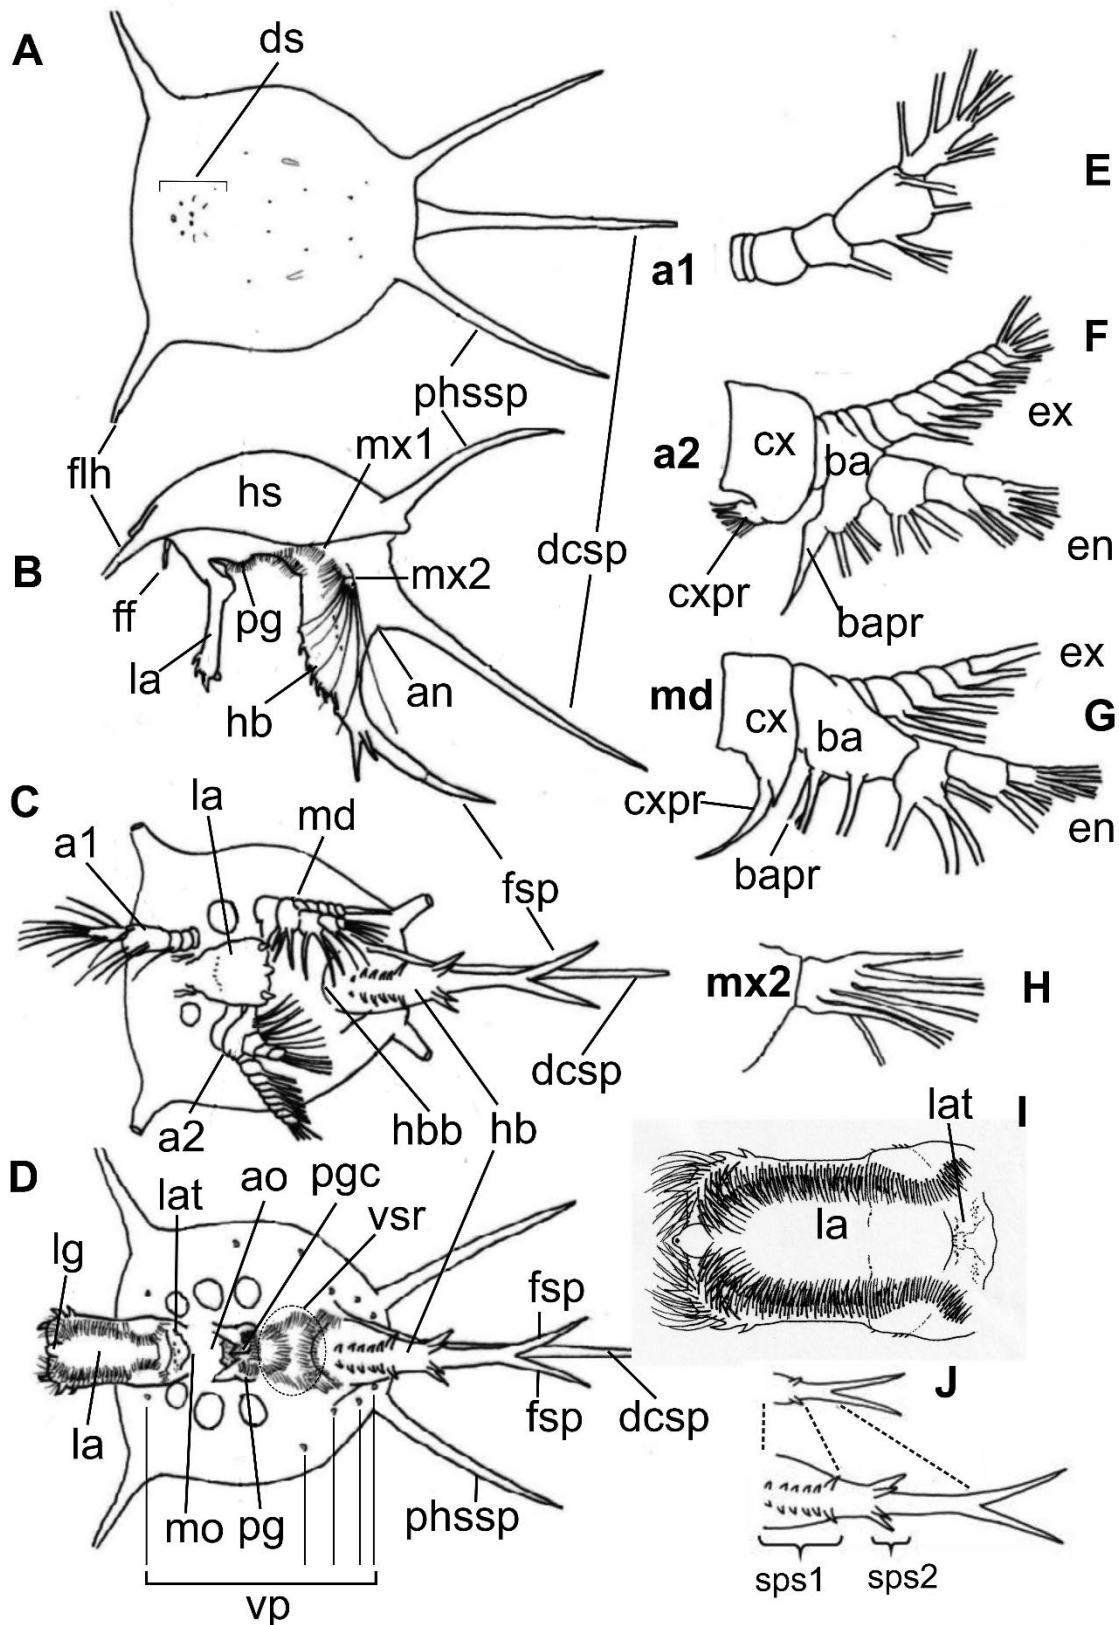 A
ds
E
a1
F
phssp
ex
cx
ba
a2
mx1
flh
hs
en
dcsp
B
mx2
cxpr
bapr
ff
pg
la
an
hb
ex
md
cx
G
ba
C
la
md
cxpr
a1
en
bapr
fsp
mx2
H
dcsp
a2
hbb
hb
lat
I
D
lat
ao
pgc
vsr
lg
la
fsp
J
la
fsp
dcsp
mo
pg
phssp
sps1
sps2
vp